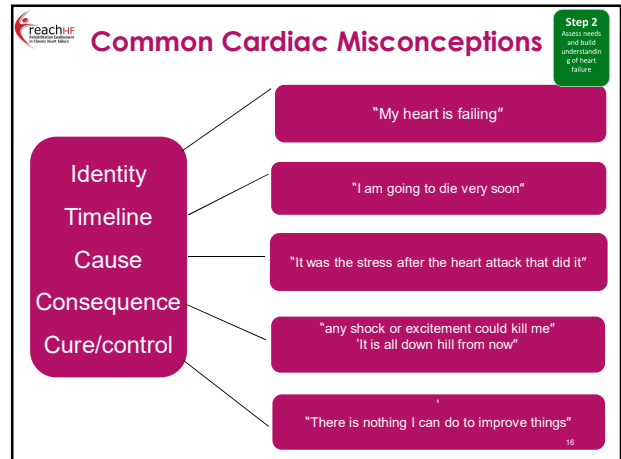 reachHF
Rehabilitation Enablement
in Chronic Heart Failure
Common Cardiac Misconceptions
Step 2
Assess needs
and build
understandin
g of heart
failure
Identity
Timeline
Cause
Consequence
Cure/control
"My heart is failing"
"I am going to die very soon"
"It was the stress after the heart attack that did it"
"any shock or excitement could kill me"
'It is all down hill from now"
'
"There is nothing I can do to improve things"
16